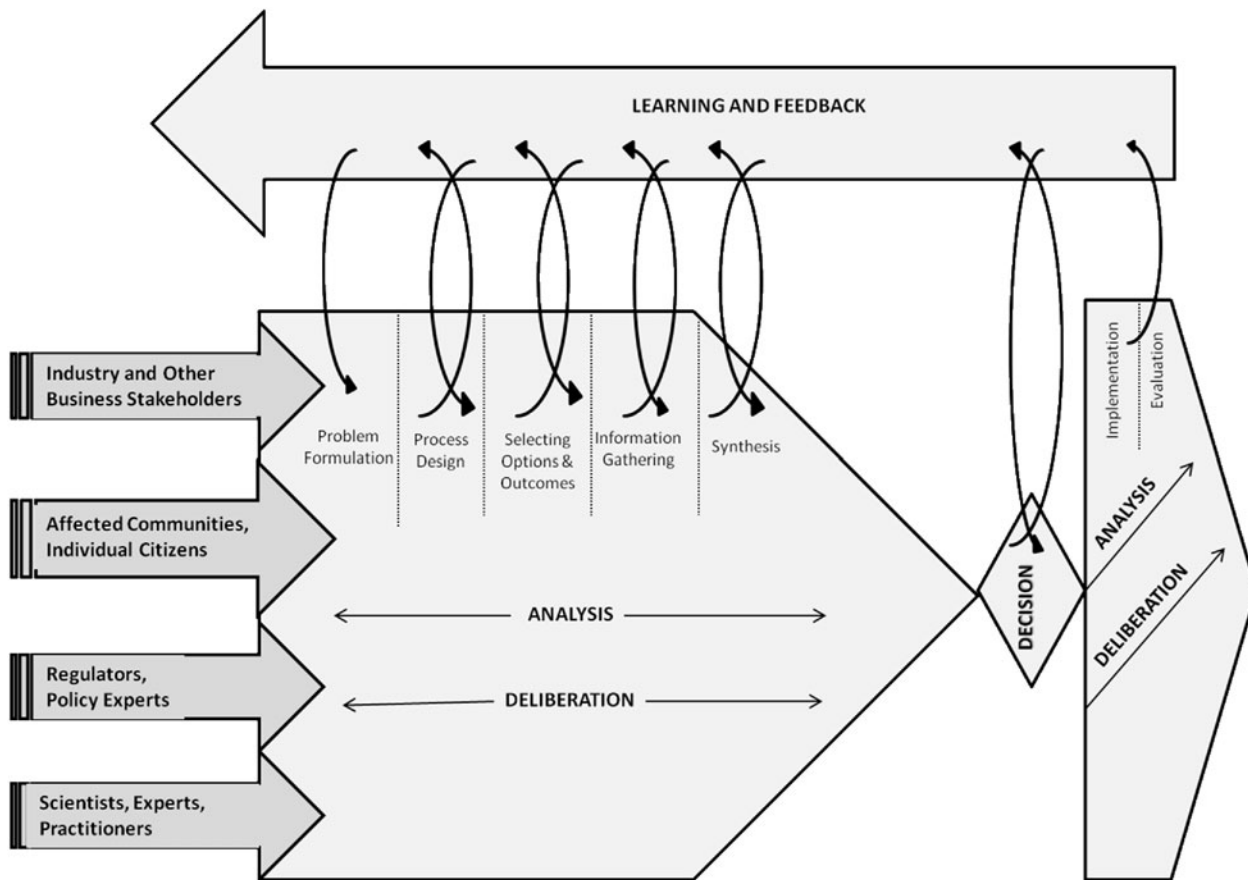 LEARNING AND FEEDBACK
Industry and Other
Business Stakeholders
Affected Communities,
Individual Citizens
Regulators,
Policy Experts
Scientists, Experts,
Practitioners
Problem
Formulation
Process
Design
Selecting
Options &
Outcomes
Information
Gathering
Synthesis
ANALYSIS
DELIBERATION
DECISION
Implementation
Evaluation
ANALYSIS
DELIBERATION